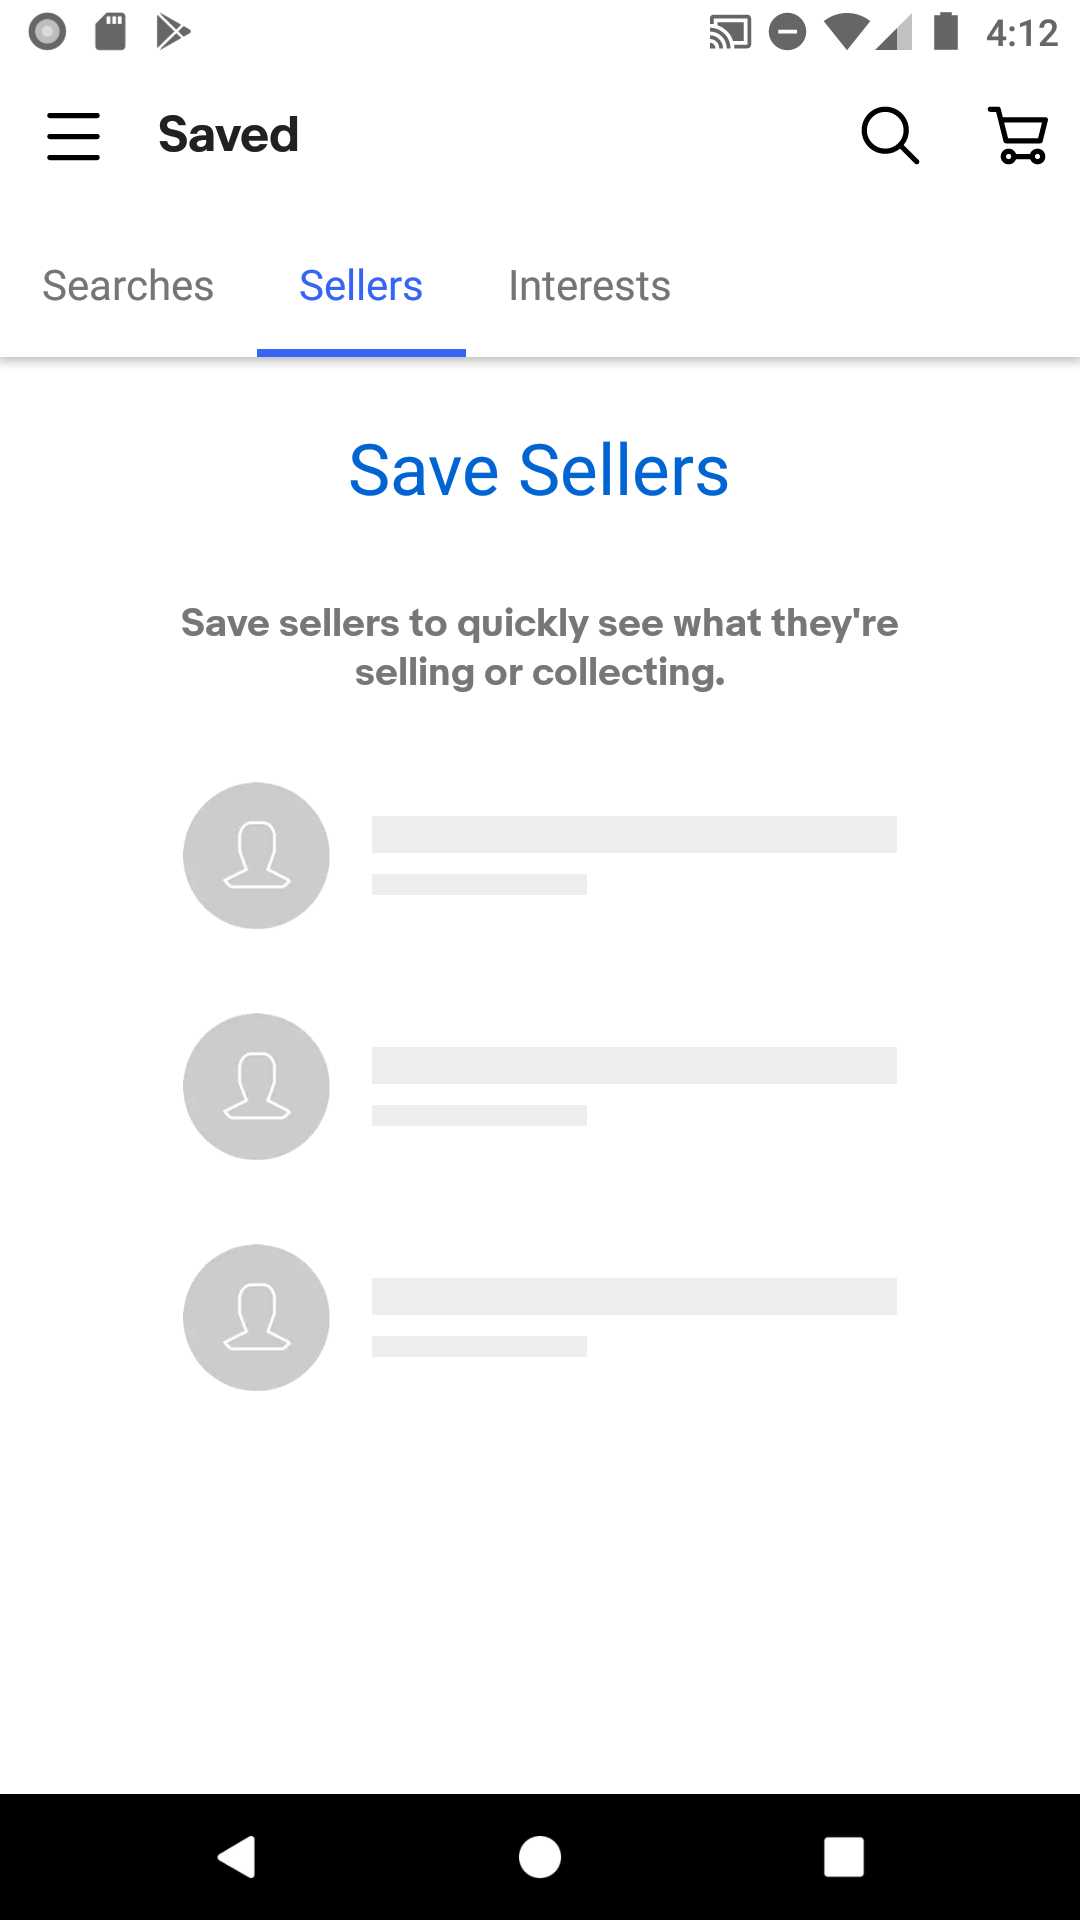 4:12
Saved
Searches Sellers Interests
Save Sellers
Save sellers to quickly see what they're
selling or collecting.